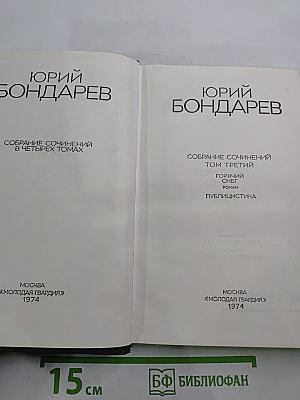 ЮРИЙ
БОНДАРЕВ
СОБРАНИЕ СОЧИНЕНИЙ
В ЧЕТЫРЕХ ТОМАХ
МОСКВА
«МОЛОДАЯ ГВАРДИЯ»
1974
ЮРИЙ
БОНДАРЕВ
СОБРАНИЕ СОЧИНЕНИЙ
ТОМ ТРЕТИЙ
ГОРЯЧИЙ
СНЕГ
РОМАН
ПУБЛИЦИСТИКА
МОСКВА
«МОЛОДАЯ ГВАРДИЯ»
1974
15 см
БФ БИБЛИОФАН